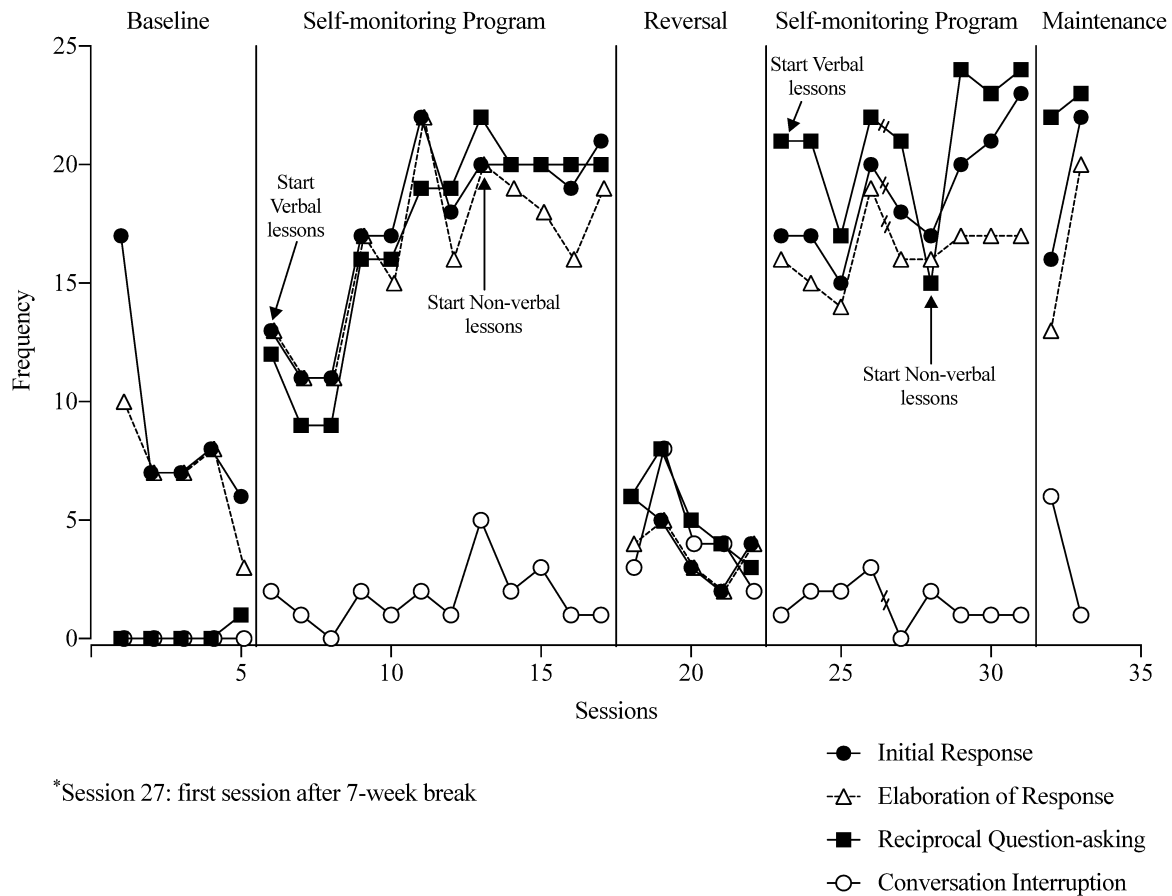 Baseline
Self-monitoring Program
Reversal
Self-monitoring Program
Maintenance
25
20
15
10
5
0
Frequency
Start
Verbal
lessons
Start Non-verbal
lessons
Start Verbal
lessons
Start Non-verbal
lessons
5
10
15
20
25
30
35
Sessions
*Session 27: first session after 7-week break
Initial Response
Elaboration of Response
Reciprocal Question-asking
Conversation Interruption